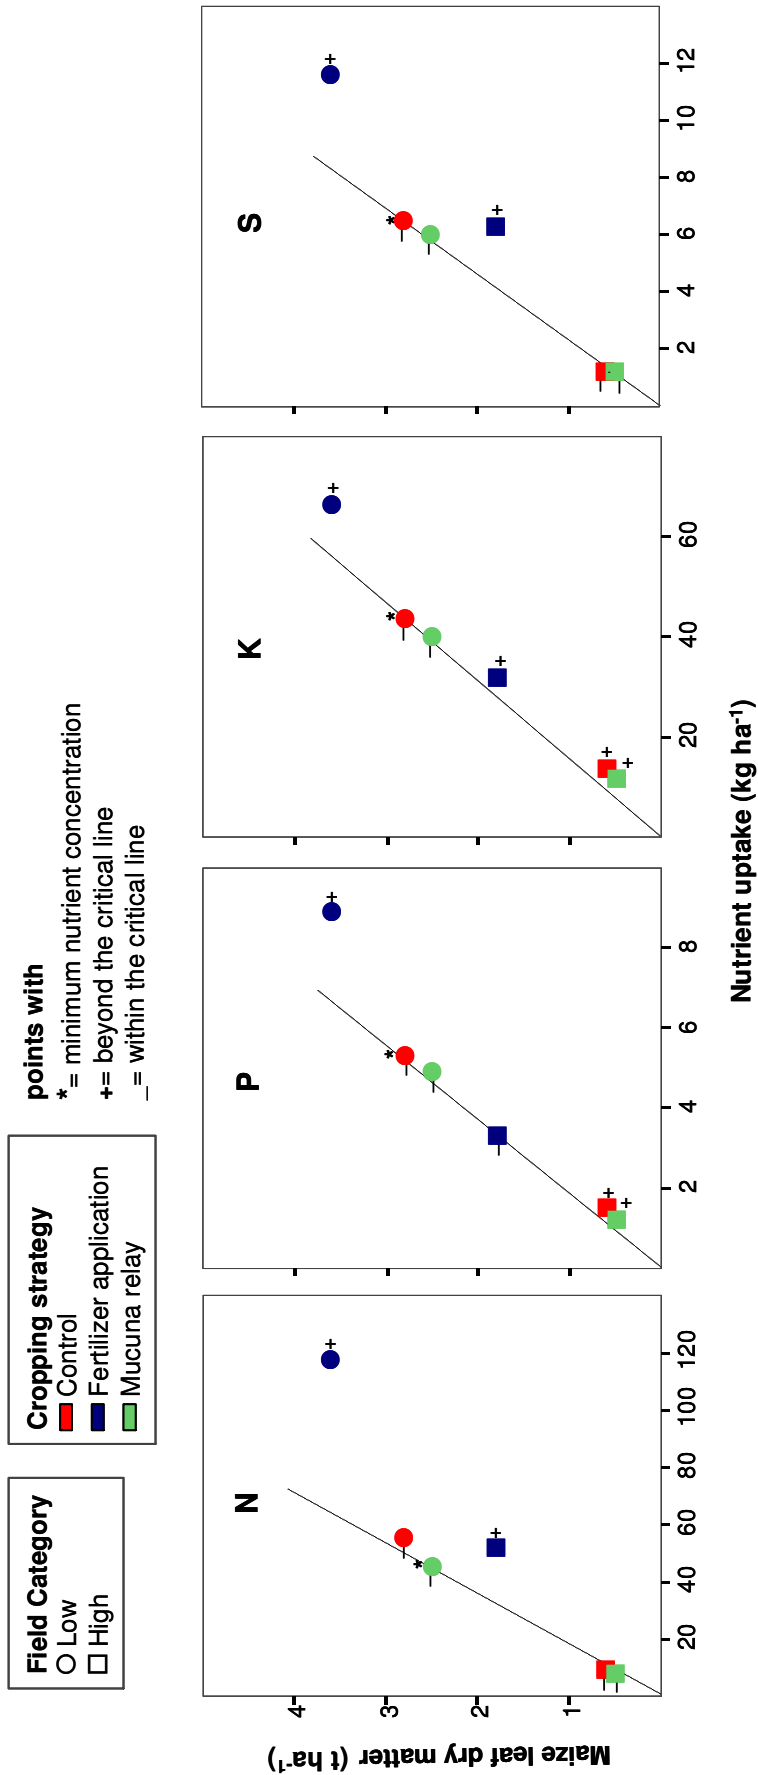 Field Category
Low
High
Cropping strategy
Control
Fertilizer application
Mucuna relay
points with
*= minimum nutrient concentration
+= beyond the critical line
_= within the critical line
N
P
K
S
*
+
+
*
+
+
+
*
+
+
+
+
*
+
+
Maize leaf dry matter (t ha⁻¹)
4
3
2
1
20
40
60
80
100
120
2
4
6
8
20
40
60
2
4
6
8
10
12
Nutrient uptake (kg ha⁻¹)